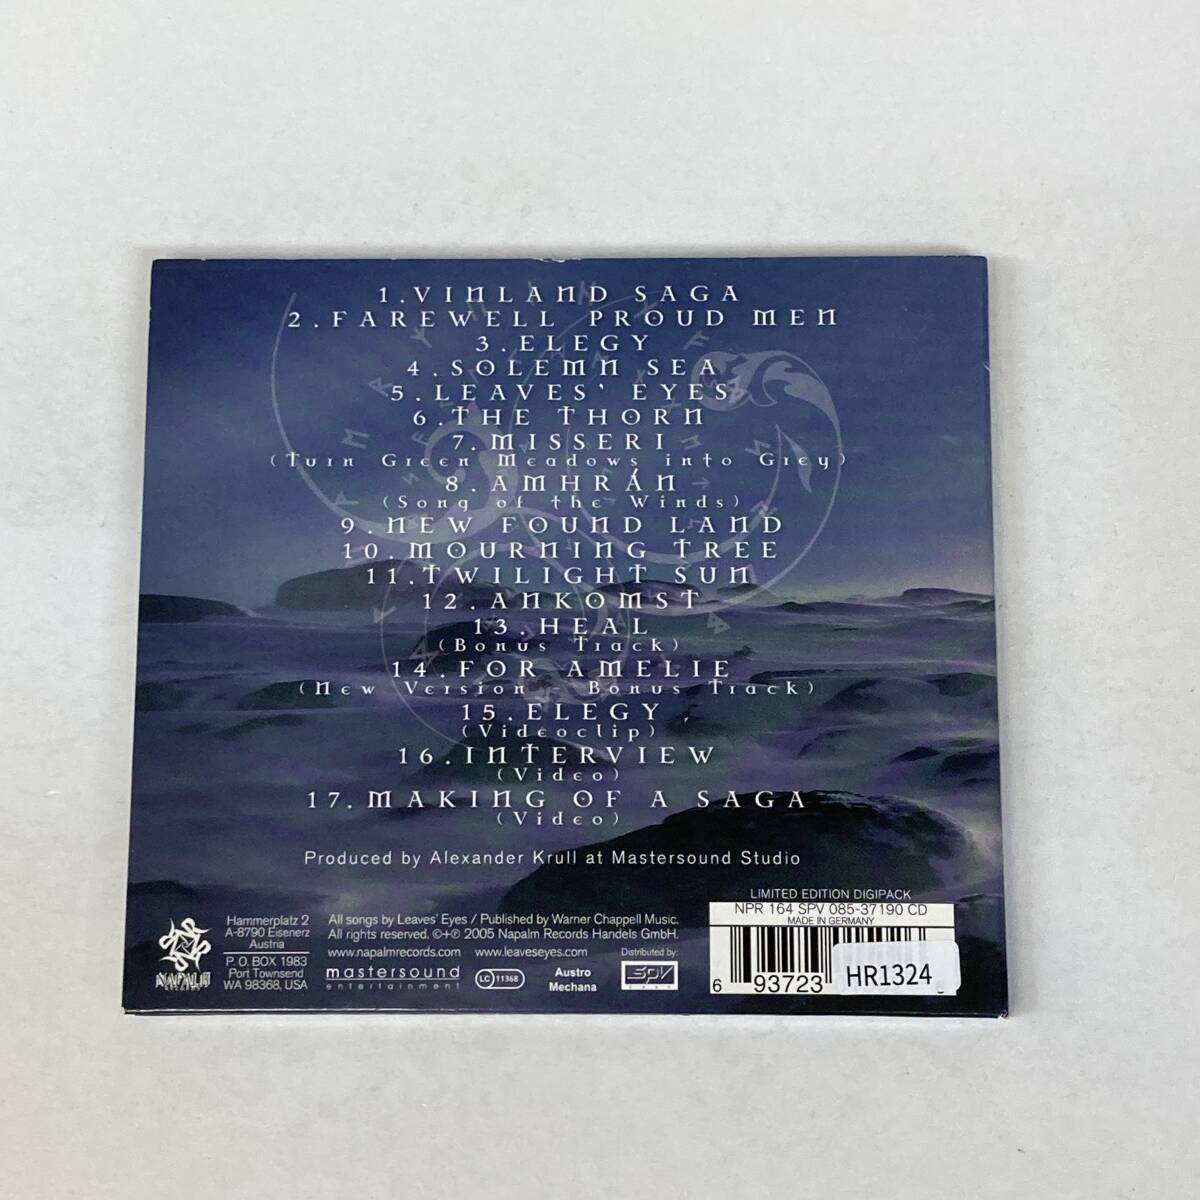 1.VINLAND SAGA
2.FAREWELL PROUD MEN
3.ELEGY
4.SOLEMN SEA
5.LEAVES' EYES
6.THE THORN
7.MISSERI
(Turn Green Meadows into Grey)
8.AMHRÁN
(Song of the Winds)
9.NEW FOUND LAND
10.MOURNING TREE
11.TWILIGHT SUN
12.ANKOMST
13.HEAL
(Bonus Track)
14.FOR AMELIE
(New Version - Bonus Track)
15.ELEGY
(Videoclip)
16.INTERVIEW
(Video)
17.MAKING OF A SAGA
(Video)
Produced by Alexander Krull at Mastersound Studio
NAPALM
RECORDS
Hammerplatz 2
A-8790 Eisenerz
Austria
P.O. BOX 1983
Port Townsend
WA 98368, USA
All songs by Leaves' Eyes / Published by Warner Chappell Music.
All rights reserved. ©+℗ 2005 Napalm Records Handels GmbH.
www.napalmrecords.com www.leaveseyes.com
mastersound
entertainment
LC 11368
Austro
Mechana
Distributed by:
SPV
LIMITED EDITION DIGIPACK
NPR 164 SPV 085-37190 CD
MADE IN GERMANY
6 93723
HR1324